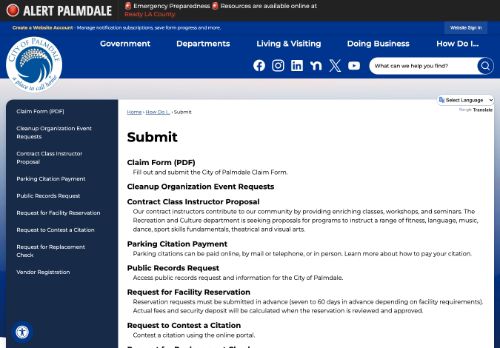 ALERT PALMDALE
🚨 Emergency Preparedness 🚨 Resources are available online at
Ready LA County.
Create a Website Account - Manage notification subscriptions, save form progress and more.
Website Sign In
CITY OF PALMDALE
a place to call home
Government
Departments
Living & Visiting
Doing Business
How Do I...
What can we help you find?
Select Language
Google Translate
Claim Form (PDF)
Cleanup Organization Event
Requests
Contract Class Instructor
Proposal
Parking Citation Payment
Public Records Request
Request for Facility Reservation
Request to Contest a Citation
Request for Replacement
Check
Vendor Registration
Home › How Do I... › Submit
Submit
Claim Form (PDF)
Fill out and submit the City of Palmdale Claim Form.
Cleanup Organization Event Requests
Contract Class Instructor Proposal
Our contract instructors contribute to our community by providing enriching classes, workshops, and seminars. The
Recreation and Culture department is seeking proposals for programs to instruct a range of fitness, language, music,
dance, sport skills fundamentals, theatrical and visual arts.
Parking Citation Payment
Parking citations can be paid online, by mail or telephone, or in person. Learn more about how to pay your citation.
Public Records Request
Access public records request and information for the City of Palmdale.
Request for Facility Reservation
Reservation requests must be submitted in advance (seven to 60 days in advance depending on facility requirements).
Actual fees and security deposit will be calculated when the reservation is reviewed and approved.
Request to Contest a Citation
Contest a citation using the online portal.